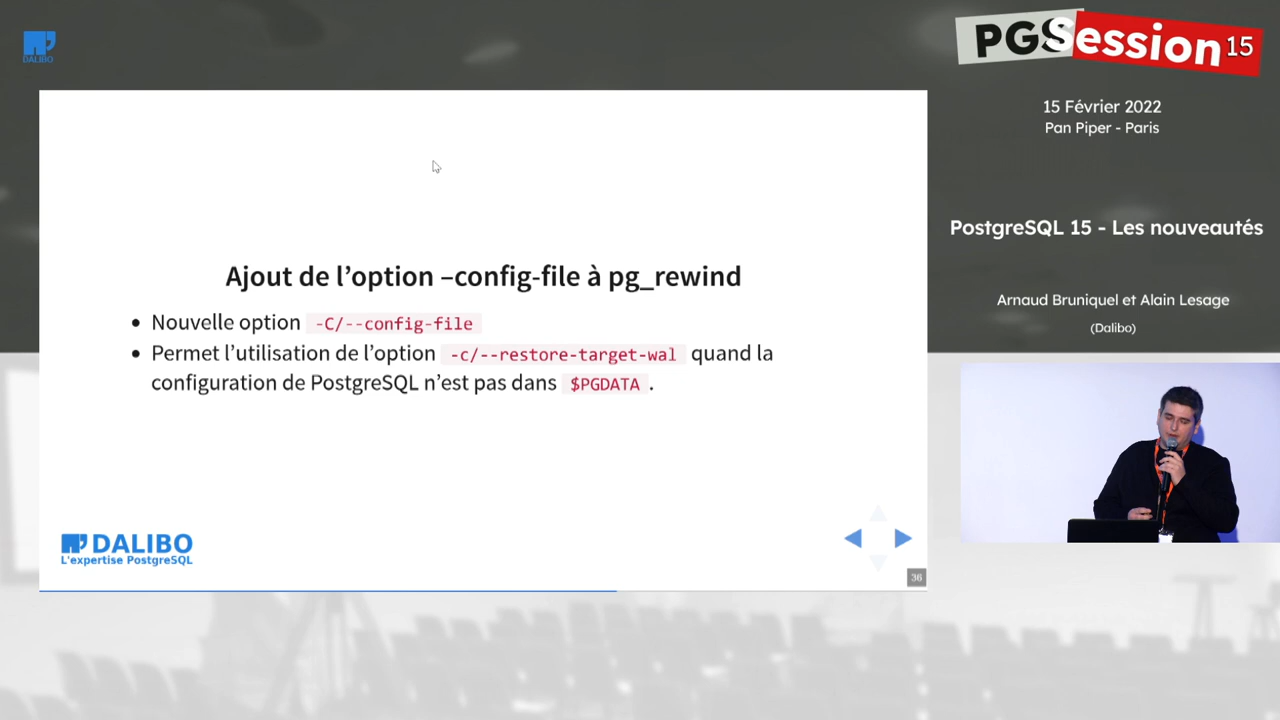 DALIBO
PGSession 15
15 Février 2022
Pan Piper - Paris
PostgreSQL 15 - Les nouveautés
Arnaud Bruniquel et Alain Lesage
(Dalibo)
Ajout de l’option –config-file à pg_rewind
Nouvelle option -C/--config-file
Permet l’utilisation de l’option -c/--restore-target-wal quand la
configuration de PostgreSQL n’est pas dans $PGDATA .
DALIBO
L'expertise PostgreSQL
36